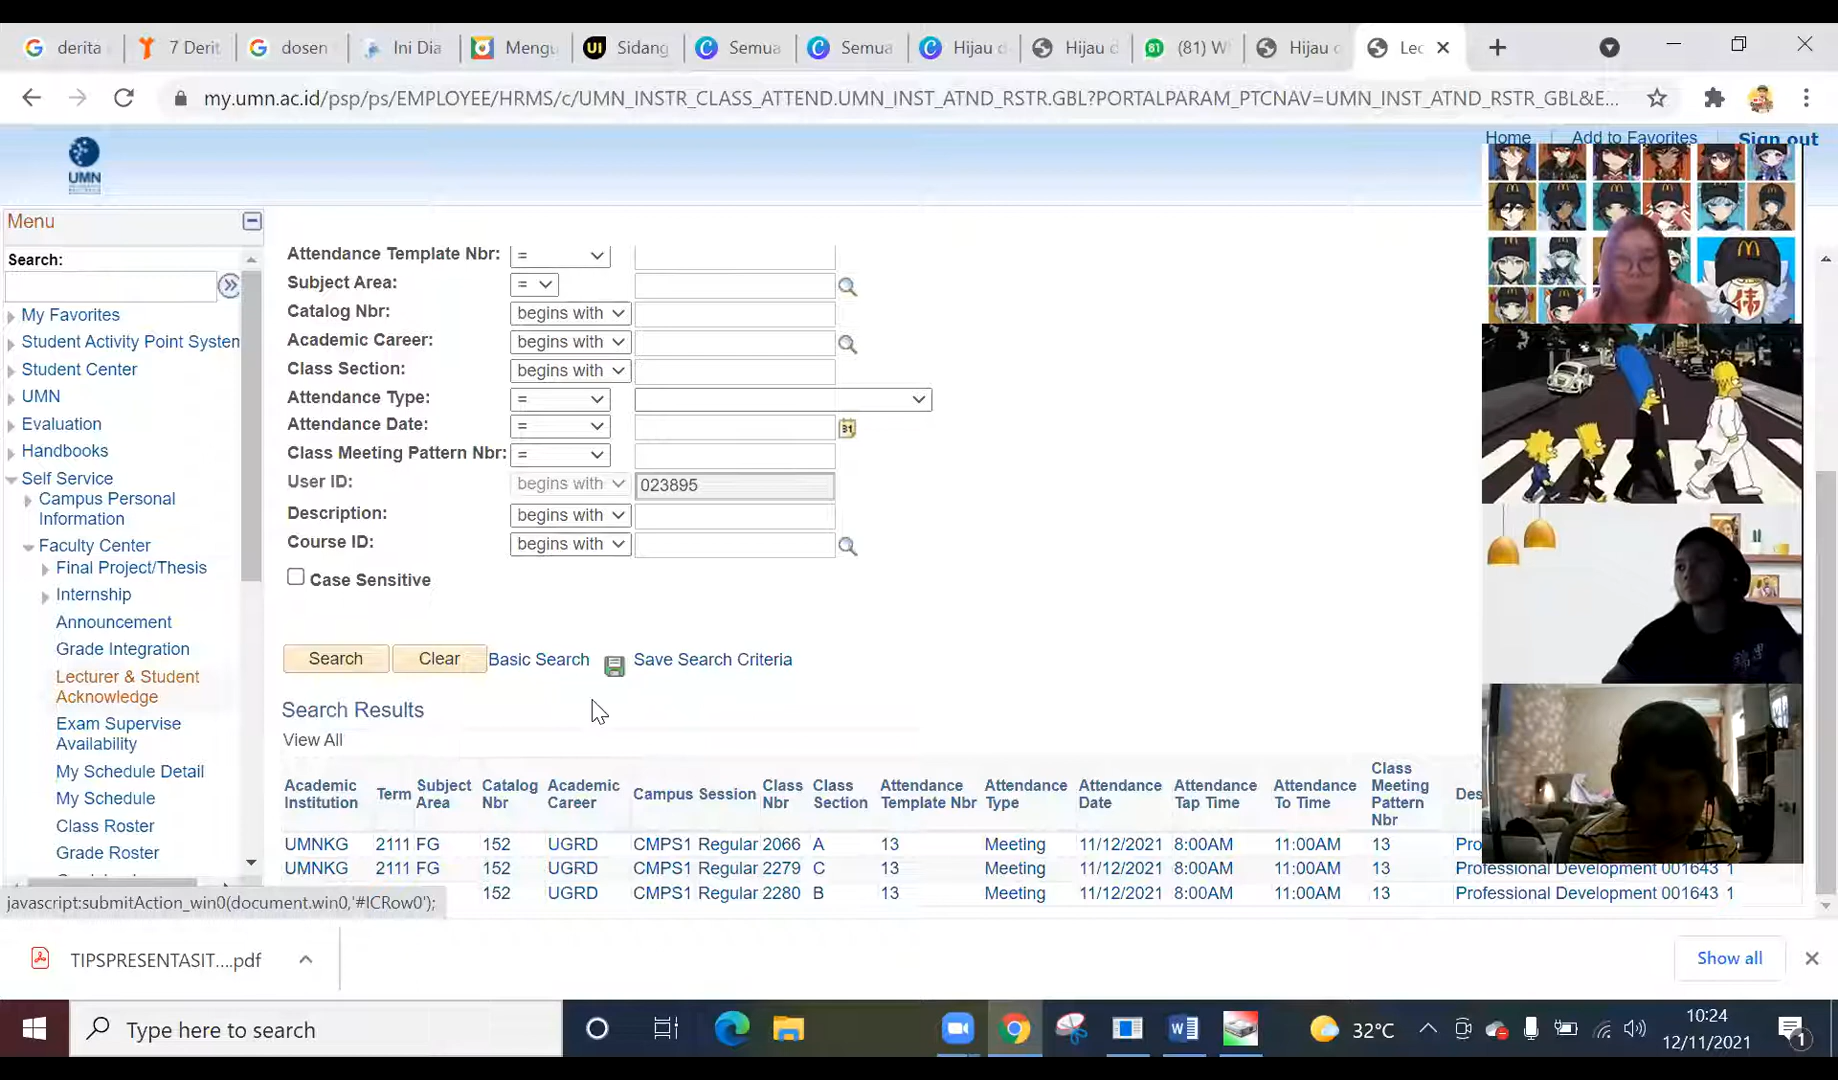 derita
7 Derit
dosen
Ini Dia
Mengu
UI
Sidang
Semua
Semua
Hijau d
Hijau d
(81) W
Hijau
Lec
my.umn.ac.id/psp/ps/EMPLOYEE/HRMS/c/UMN_INSTR_CLASS_ATTEND.UMN_INST_ATND_RSTR.GBL?PORTALPARAM_PTCNAV=UMN_INST_ATND_RSTR_GBL&E...
Home
Add to Favorites
Sign out
UMN
Menu
Search:
My Favorites
Student Activity Point System
Student Center
UMN
Evaluation
Handbooks
Self Service
Campus Personal
Information
Faculty Center
Final Project/Thesis
Internship
Announcement
Grade Integration
Lecturer & Student
Acknowledge
Exam Supervise
Availability
My Schedule Detail
My Schedule
Class Roster
Grade Roster
Attendance Template Nbr: =
Subject Area: =
Catalog Nbr: begins with
Academic Career: begins with
Class Section: begins with
Attendance Type: =
Attendance Date: = 31
Class Meeting Pattern Nbr: =
User ID: begins with 023895
Description: begins with
Course ID: begins with
Case Sensitive
Search Clear Basic Search Save Search Criteria
Search Results
View All
Academic Institution Term Subject Area Catalog Nbr Academic Career Campus Session Class Nbr Class Section Attendance Template Nbr Attendance Type Attendance Date Attendance Tap Time Attendance To Time Class Meeting Pattern Nbr Des
UMNKG 2111 FG 152 UGRD CMPS1 Regular 2066 A 13 Meeting 11/12/2021 8:00AM 11:00AM 13 Pro
UMNKG 2111 FG 152 UGRD CMPS1 Regular 2279 C 13 Meeting 11/12/2021 8:00AM 11:00AM 13 Professional Development 001643 1
152 UGRD CMPS1 Regular 2280 B 13 Meeting 11/12/2021 8:00AM 11:00AM 13 Professional Development 001643 1
javascript:submitAction_win0(document.win0,'#ICRow0');
TIPSPRESENTASIT....pdf
Show all
Type here to search
32°C
10:24
12/11/2021
1